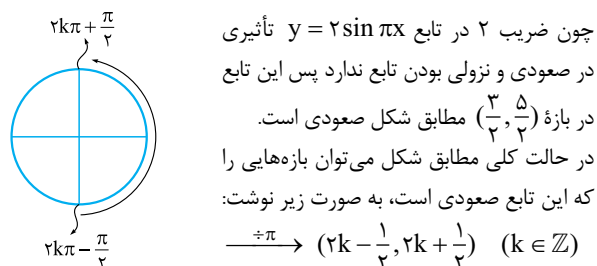 ۲kπ + π/۲
۲kπ − π/۲
چون ضریب ۲ در تابع y = ۲sin πx تأثیری
در صعودی و نزولی بودن تابع ندارد پس این تابع
در بازهٔ (۳/۲, ۵/۲) مطابق شکل صعودی است.
در حالت کلی مطابق شکل می‌توان بازه‌هایی را
که این تابع صعودی است، به صورت زیر نوشت:
÷π → (۲k − ۱/۲, ۲k + ۱/۲) (k ∈ ℤ)